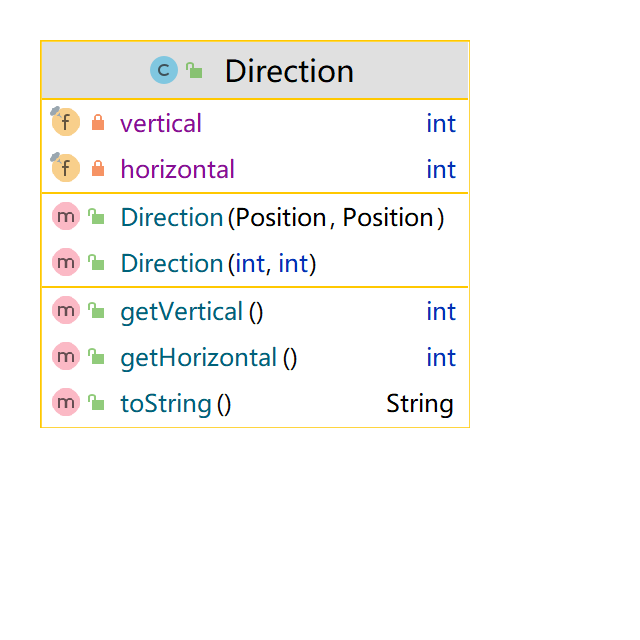 C Direction
f vertical int
f horizontal int
m Direction(Position, Position)
m Direction(int, int)
m getVertical() int
m getHorizontal() int
m toString() String